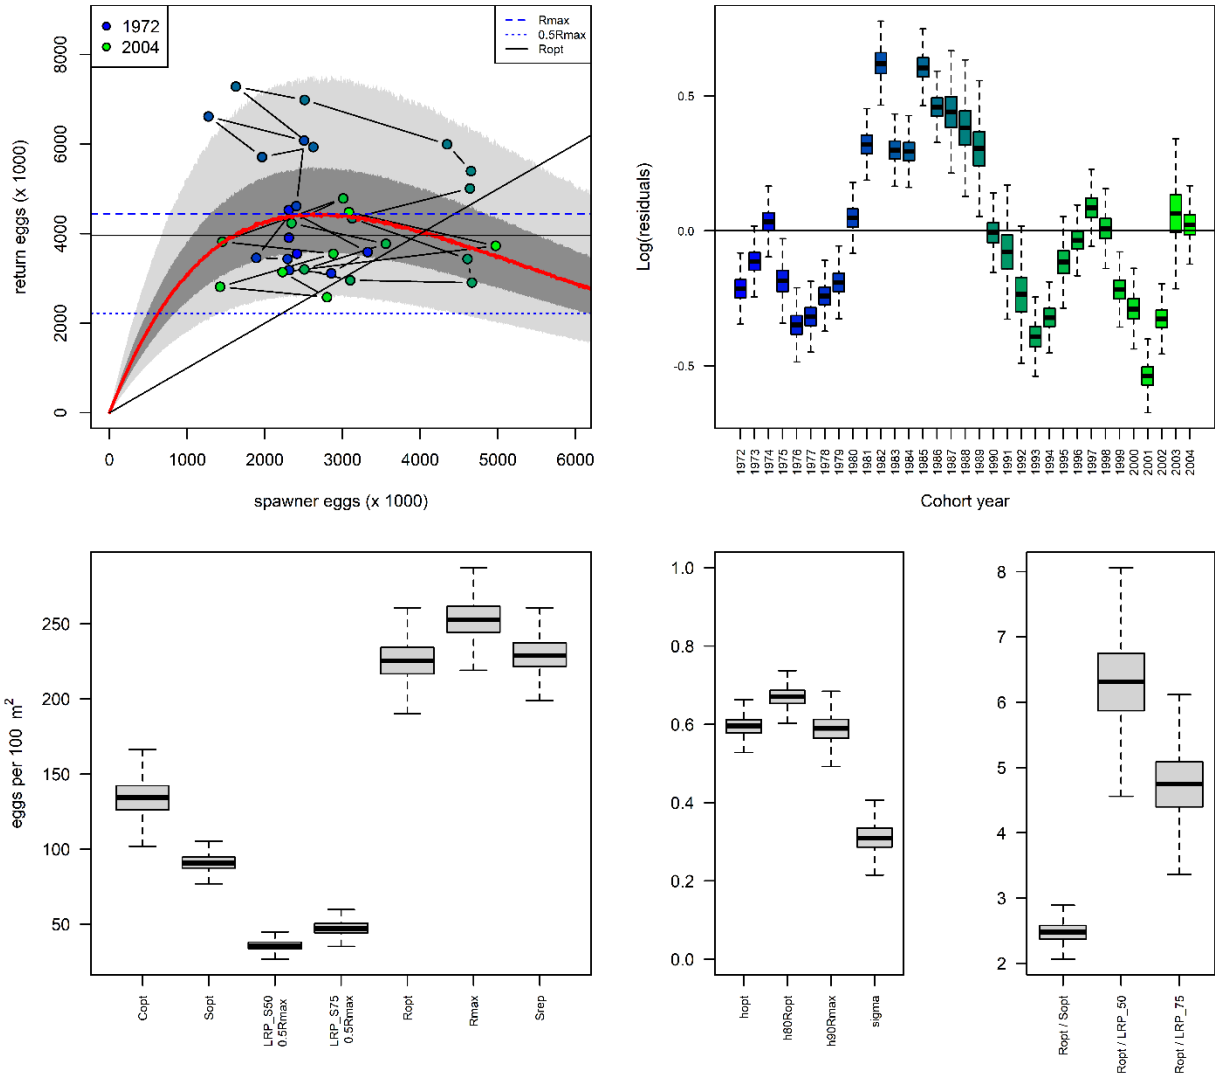 1972
2004
Rmax
0.5Rmax
Ropt
return eggs (x 1000)
8000
6000
4000
2000
0
0 1000 2000 3000 4000 5000 6000
spawner eggs (x 1000)
Log(residuals)
0.5
0.0
-0.5
1972 1973 1974 1975 1976 1977 1978 1979 1980 1981 1982 1983 1984 1985 1986 1987 1988 1989 1990 1991 1992 1993 1994 1995 1996 1997 1998 1999 2000 2001 2002 2003 2004
Cohort year
eggs per 100 m²
250
200
150
100
50
Copt
Sopt
LRP_S50
0.5Rmax
LRP_S75
0.5Rmax
Ropt
Rmax
Srep
1.0
0.8
0.6
0.4
0.2
0.0
hopt
h80Ropt
h90Rmax
sigma
8
7
6
5
4
3
2
Ropt / Sopt
Ropt / LRP_50
Ropt / LRP_75